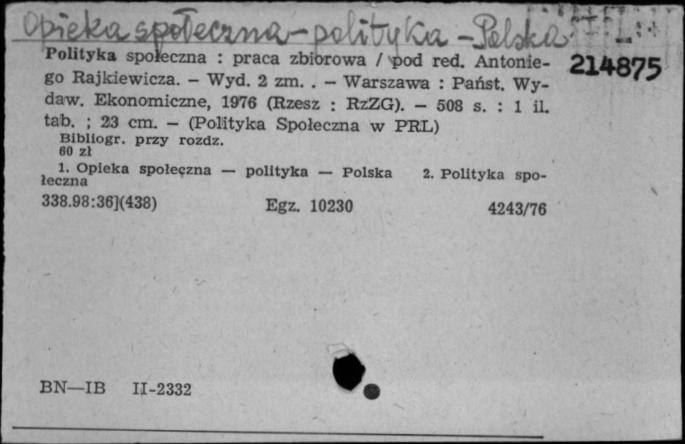 Opieka społeczna – polityka – Polska
Polityka społeczna : praca zbiorowa / pod red. Antonie-
go Rajkiewicza. – Wyd. 2 zm. . – Warszawa : Państ. Wy-
daw. Ekonomiczne, 1976 (Rzesz : RzZG). – 508 s. : 1 il.
tab. ; 23 cm. – (Polityka Społeczna w PRL)
214875
Bibliogr. przy rozdz.
60 zł
1. Opieka społeczna — polityka — Polska 2. Polityka spo-
łeczna
338.98:36](438) Egz. 10230 4243/76
BN—IB II-2332